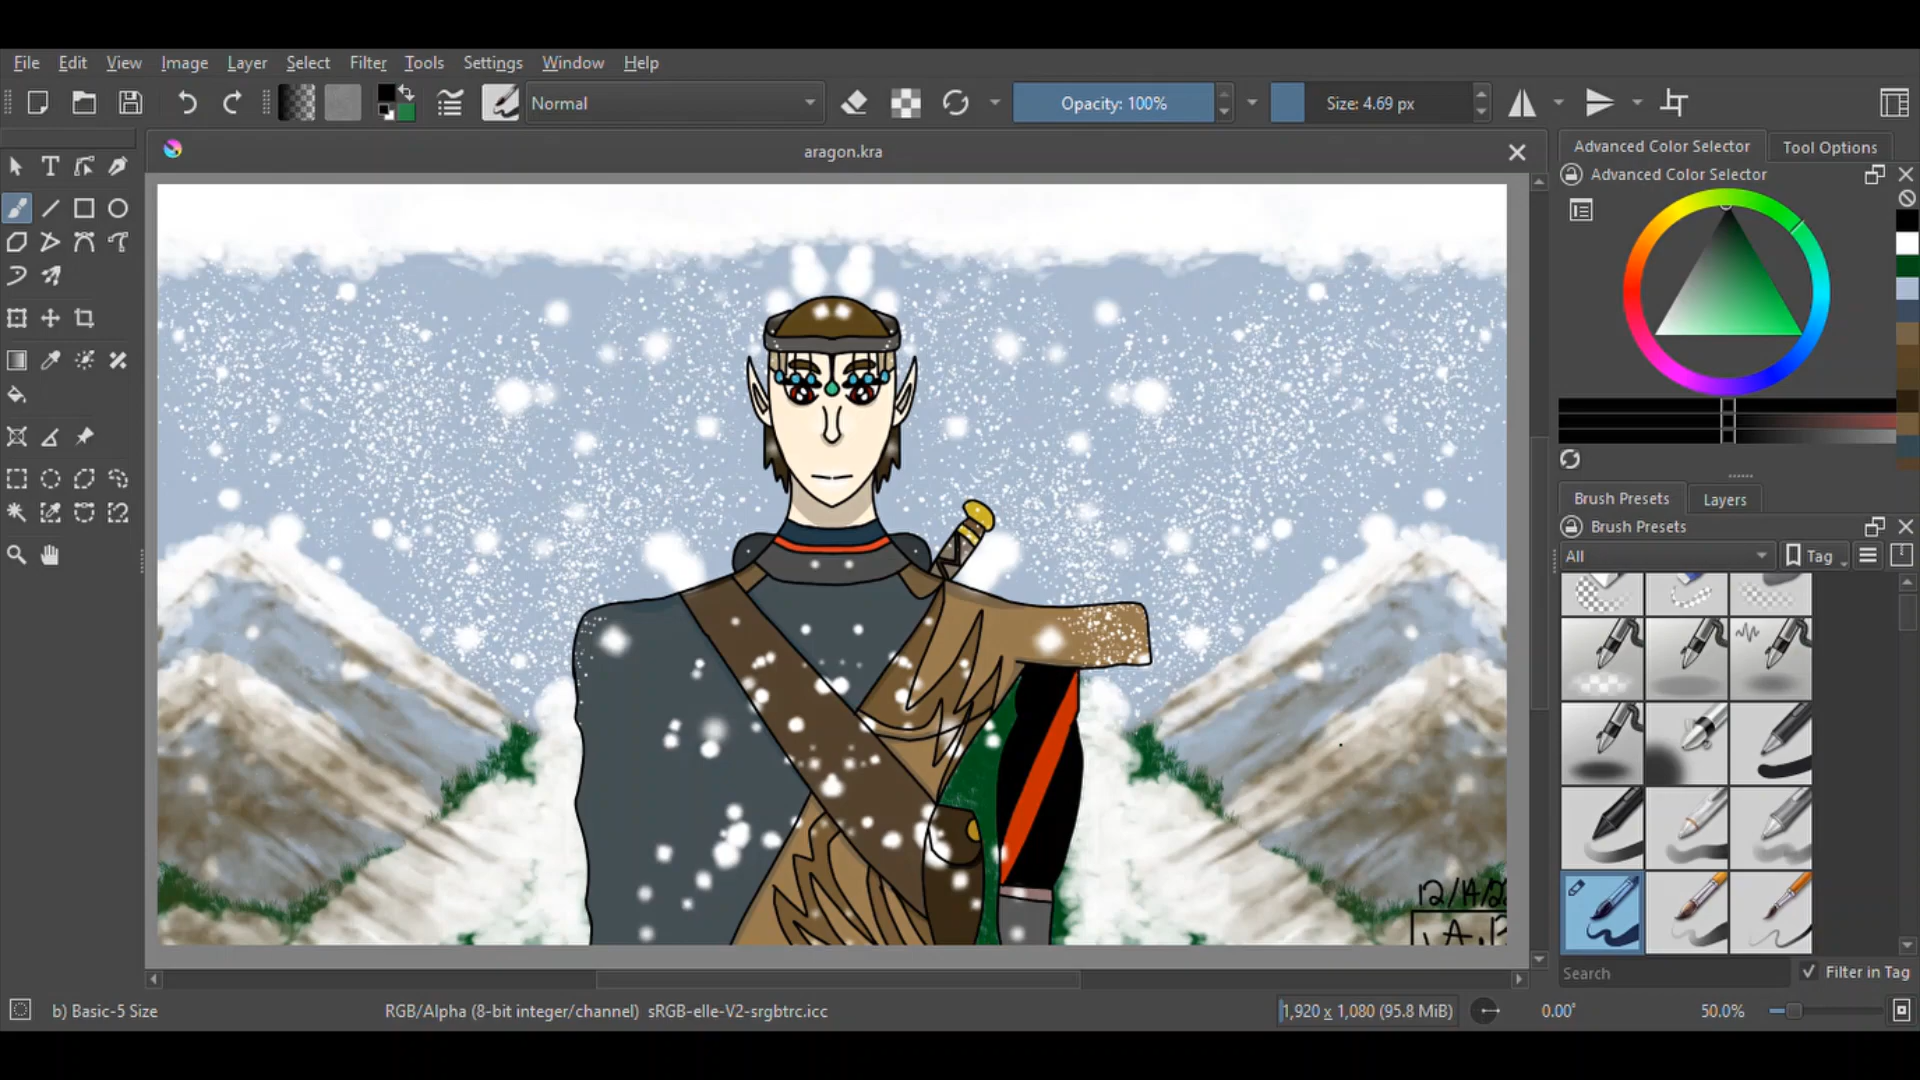 File Edit View Image Layer Select Filter Tools Settings Window Help
Normal Opacity: 100% Size: 4.69 px
aragon.kra
Advanced Color Selector Tool Options
Advanced Color Selector
Brush Presets Layers
Brush Presets
All Tag
12/14/2
Search Filter in Tag
b) Basic-5 Size RGB/Alpha (8-bit integer/channel) sRGB-elle-V2-srgbtrc.icc 1,920 x 1,080 (95.8 MiB) 0.00° 50.0%